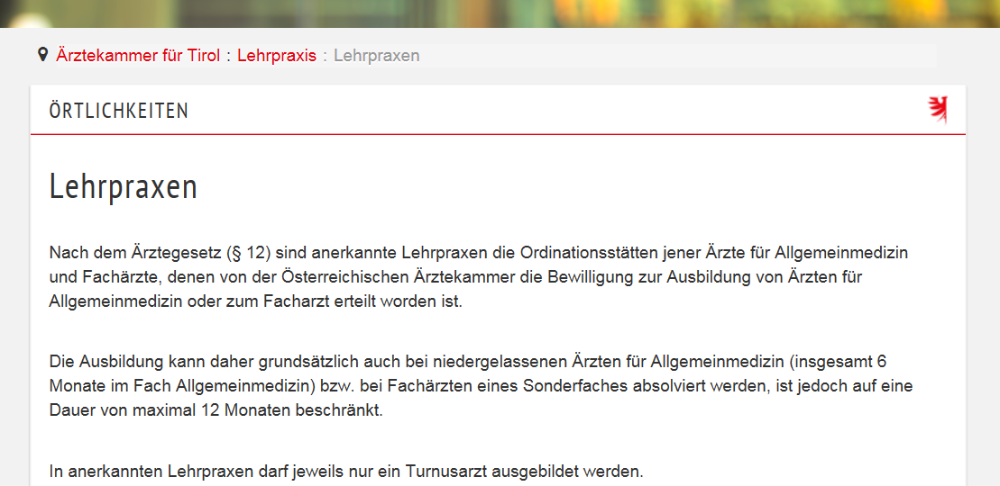 Ärztekammer für Tirol : Lehrpraxis : Lehrpraxen
ÖRTLICHKEITEN
Lehrpraxen
Nach dem Ärztegesetz (§ 12) sind anerkannte Lehrpraxen die Ordinationsstätten jener Ärzte für Allgemeinmedizin
und Fachärzte, denen von der Österreichischen Ärztekammer die Bewilligung zur Ausbildung von Ärzten für
Allgemeinmedizin oder zum Facharzt erteilt worden ist.
Die Ausbildung kann daher grundsätzlich auch bei niedergelassenen Ärzten für Allgemeinmedizin (insgesamt 6
Monate im Fach Allgemeinmedizin) bzw. bei Fachärzten eines Sonderfaches absolviert werden, ist jedoch auf eine
Dauer von maximal 12 Monaten beschränkt.
In anerkannten Lehrpraxen darf jeweils nur ein Turnusarzt ausgebildet werden.